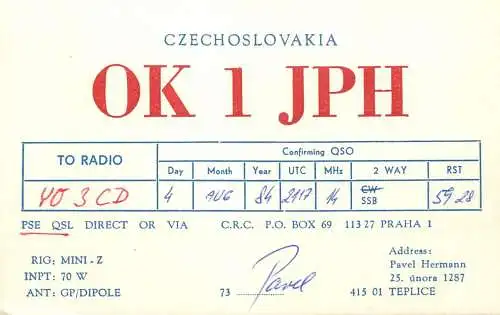 CZECHOSLOVAKIA
OK 1 JPH
TO RADIO
Confirming QSO
Day Month Year UTC MHz 2 WAY RST
YO 3 CD 4 AUG 84 2117 14 CW SSB 59 28
PSE QSL DIRECT OR VIA C.R.C. P.O. BOX 69 113 27 PRAHA 1
RIG: MINI - Z
INPT: 70 W
ANT: GP/DIPOLE
73 Pavel
Address:
Pavel Hermann
25. února 1287
415 01 TEPLICE